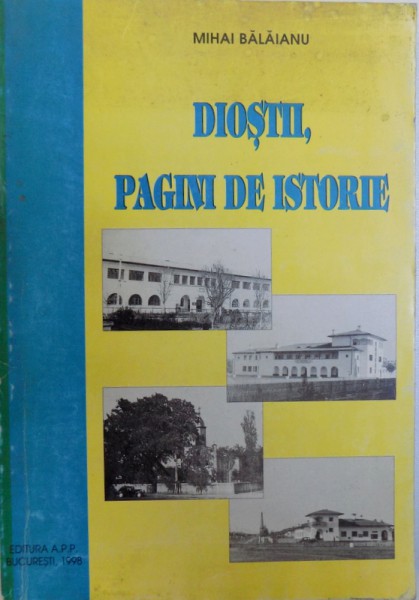 MIHAI BĂLĂIANU
DIOȘTII,
PAGINI DE ISTORIE
EDITURA A.P.P.
BUCUREȘTI, 1998